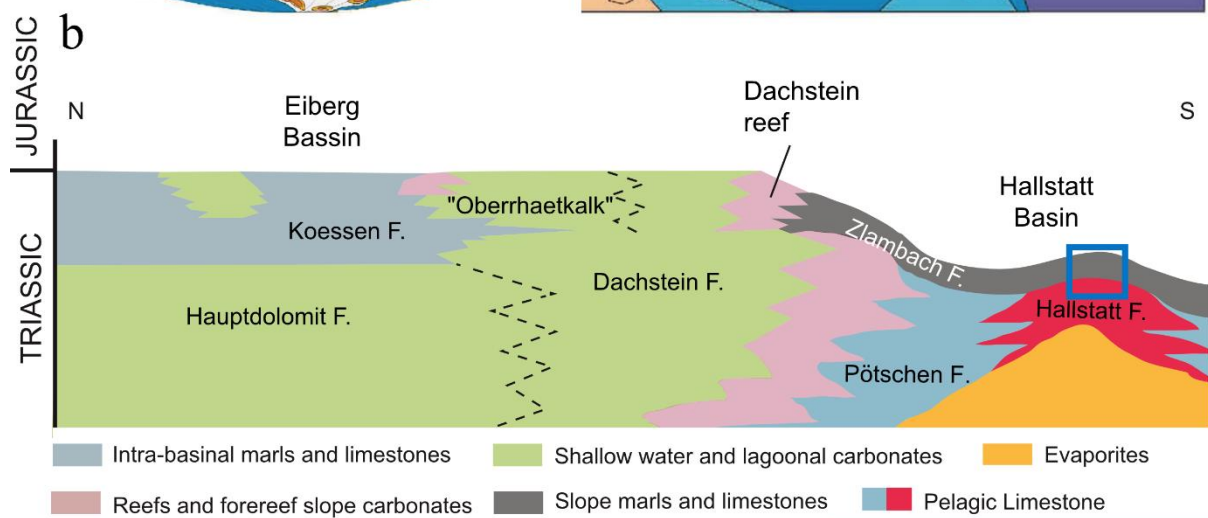 b
JURASSIC
TRIASSIC
N
S
Eiberg
Bassin
Dachstein
reef
Hallstatt
Basin
"Oberrhaetkalk"
Koessen F.
Zlambach F.
Dachstein F.
Hauptdolomit F.
Hallstatt F.
Pötschen F.
Intra-basinal marls and limestones
Shallow water and lagoonal carbonates
Evaporites
Reefs and forereef slope carbonates
Slope marls and limestones
Pelagic Limestone